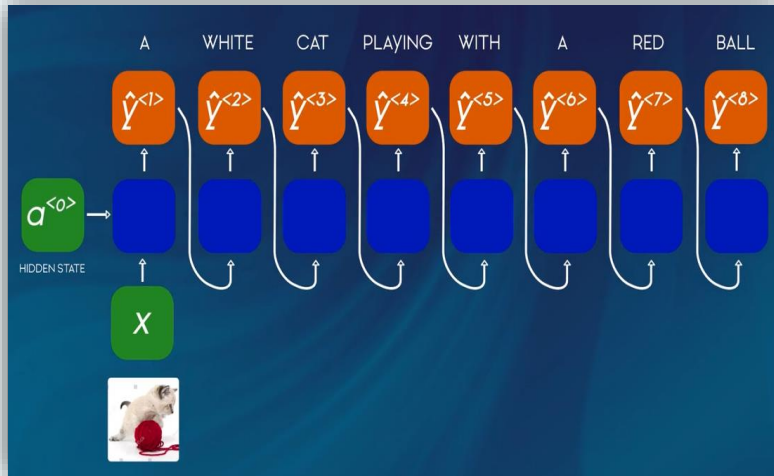 A WHITE CAT PLAYING WITH A RED BALL
ŷ<1> ŷ<2> ŷ<3> ŷ<4> ŷ<5> ŷ<6> ŷ<7> ŷ<8>
a<0>
HIDDEN STATE
X